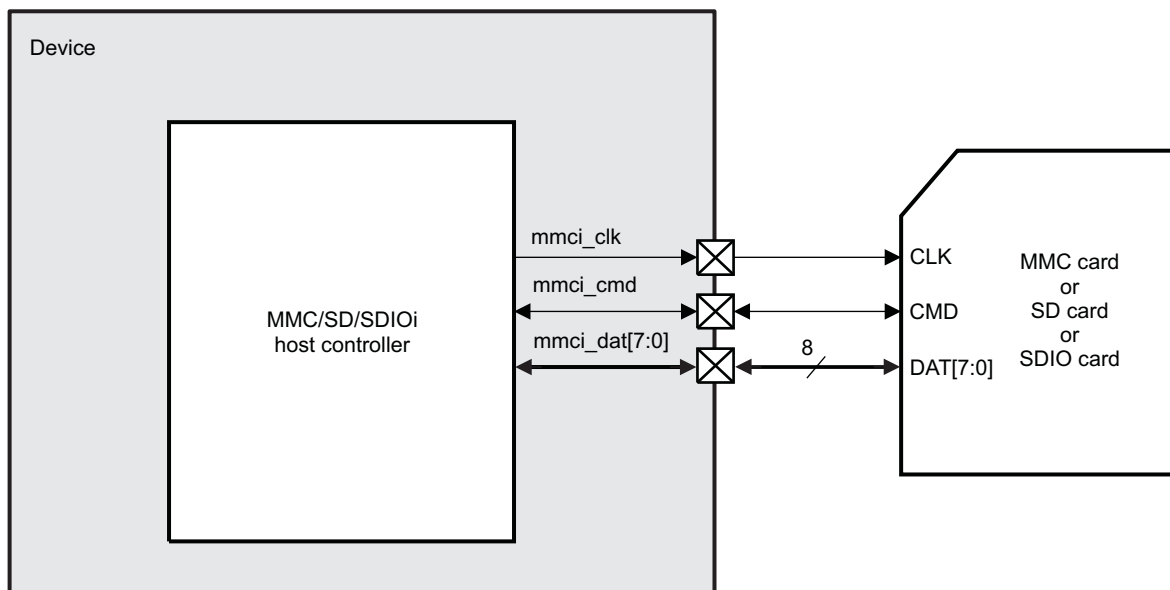 Device
MMC/SD/SDIOi
host controller
mmci_clk
mmci_cmd
mmci_dat[7:0]
8
CLK
CMD
DAT[7:0]
MMC card
or
SD card
or
SDIO card